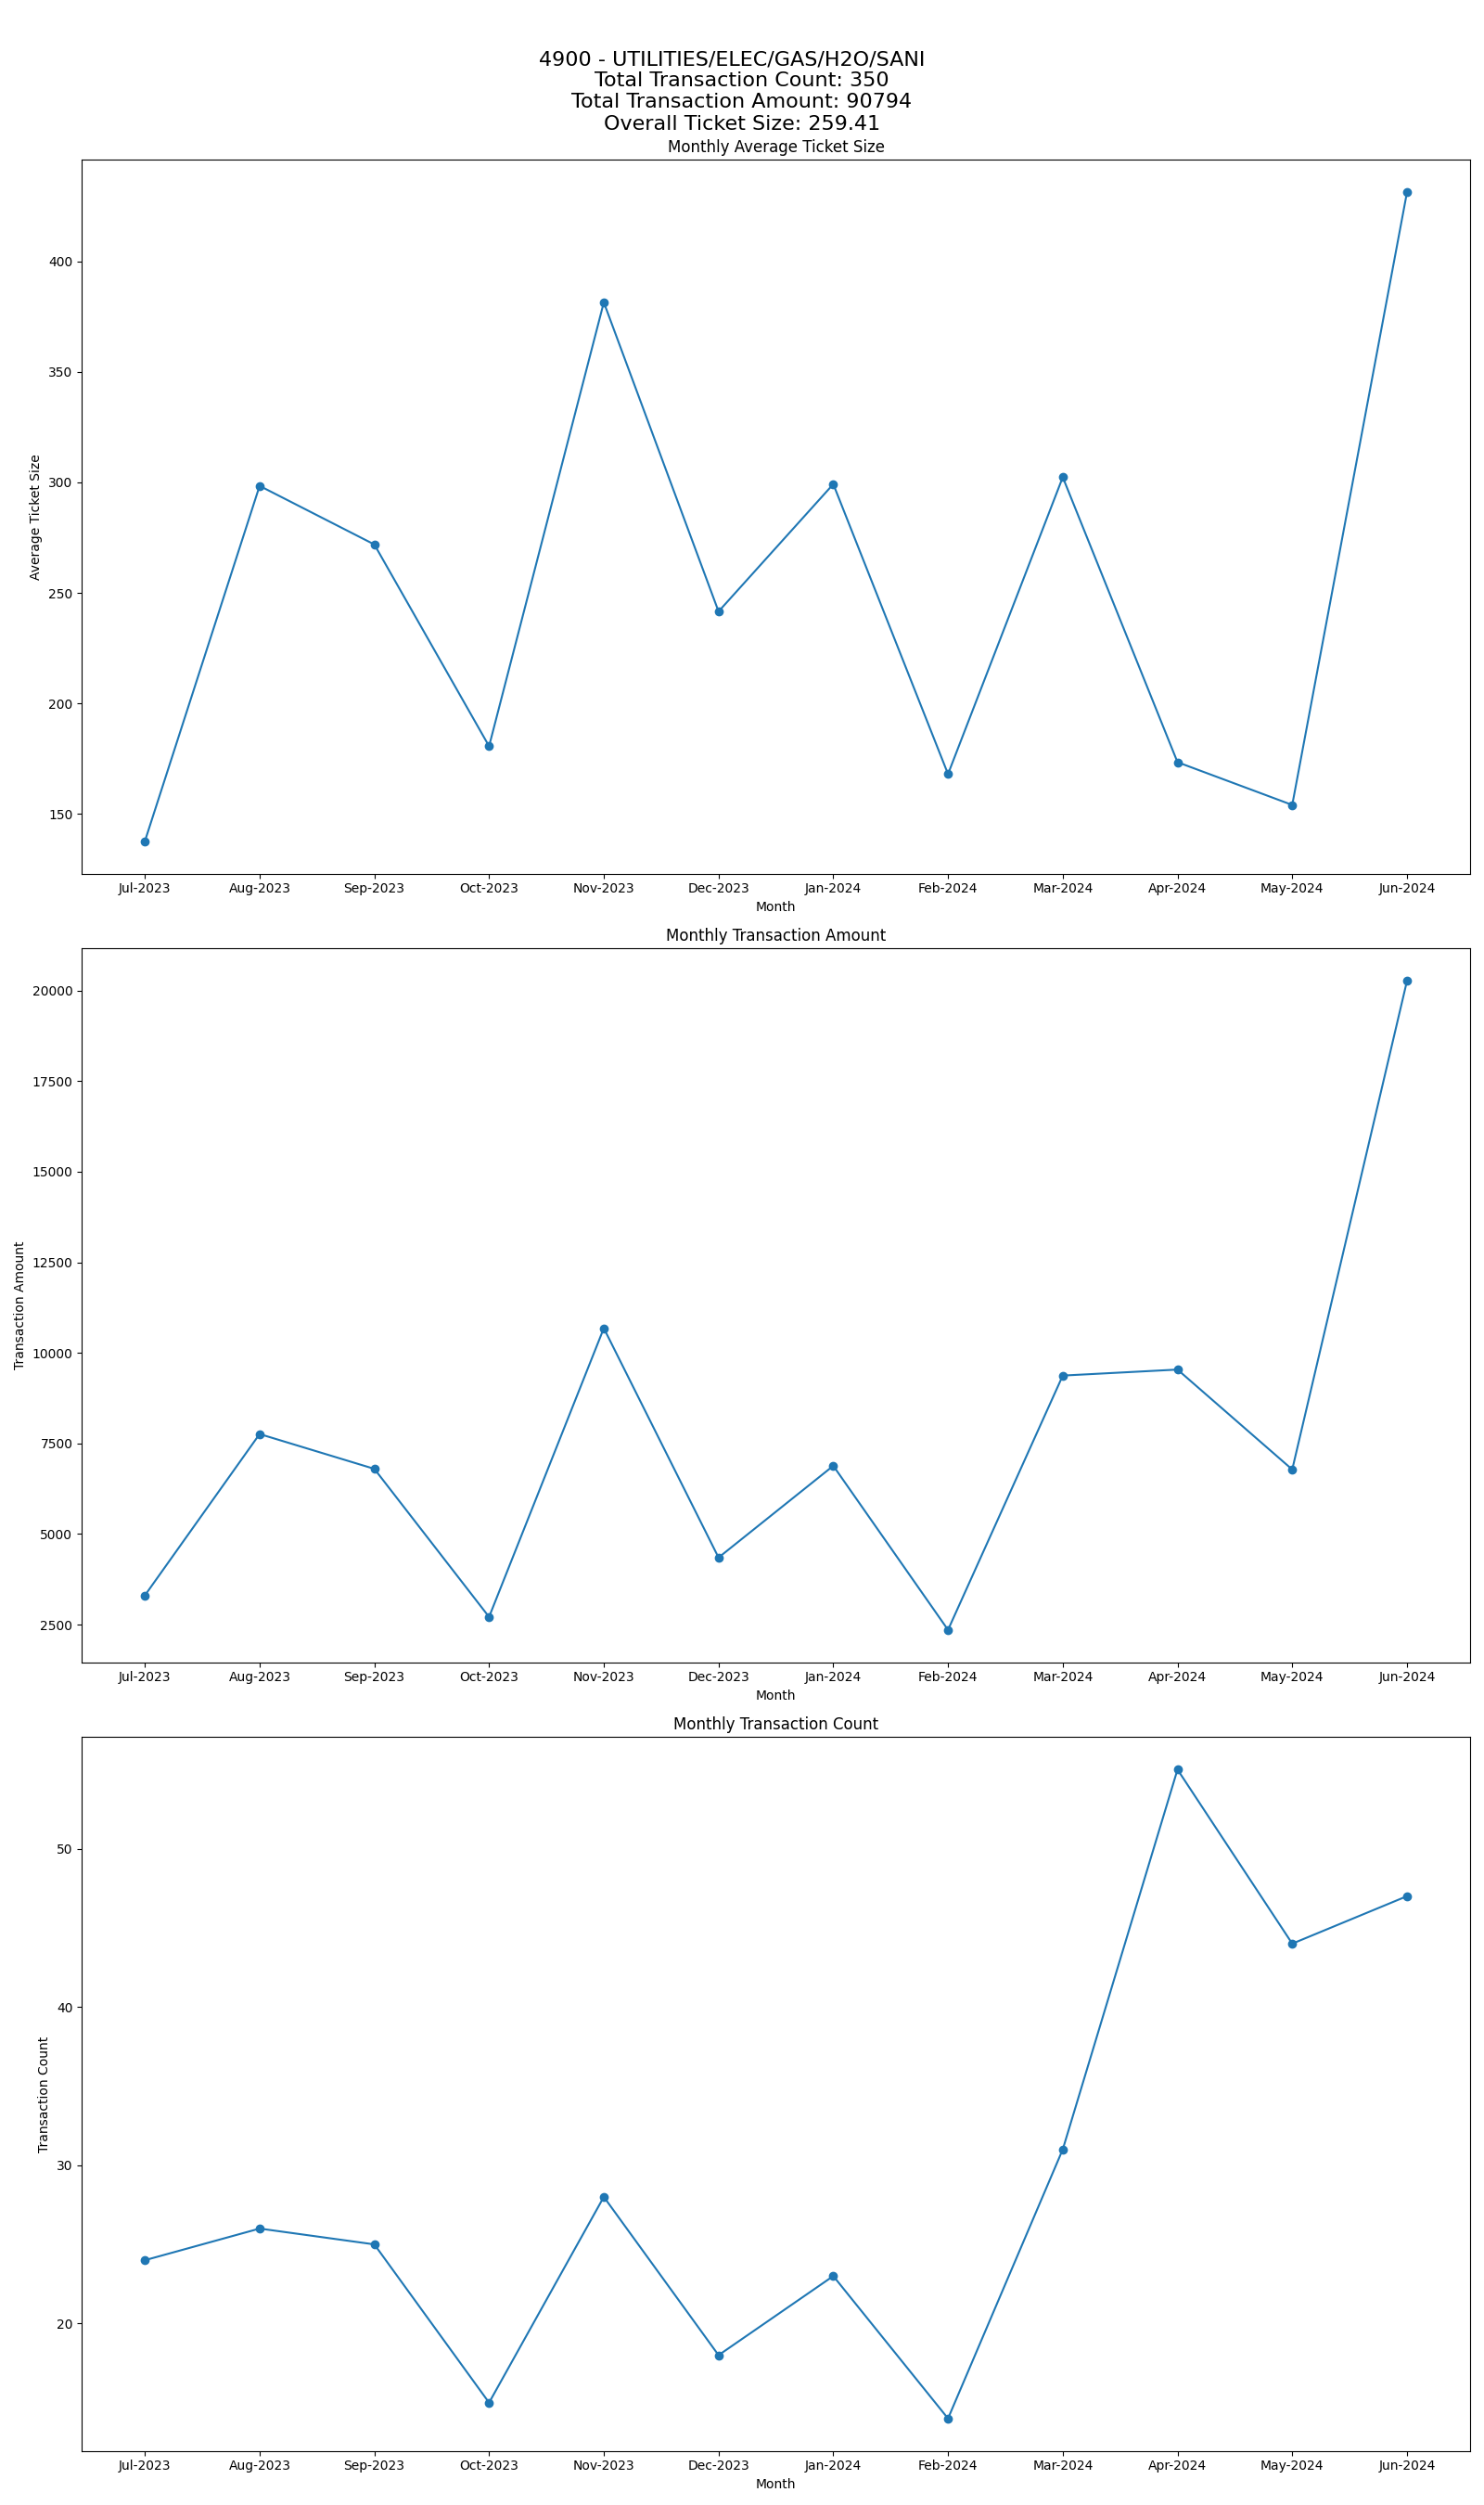 4900 - UTILITIES/ELEC/GAS/H2O/SANI
Total Transaction Count: 350
Total Transaction Amount: 90794
Overall Ticket Size: 259.41
Monthly Average Ticket Size
Average Ticket Size
400
350
300
250
200
150
Jul-2023 Aug-2023 Sep-2023 Oct-2023 Nov-2023 Dec-2023 Jan-2024 Feb-2024 Mar-2024 Apr-2024 May-2024 Jun-2024
Month
Monthly Transaction Amount
Transaction Amount
20000
17500
15000
12500
10000
7500
5000
2500
Jul-2023 Aug-2023 Sep-2023 Oct-2023 Nov-2023 Dec-2023 Jan-2024 Feb-2024 Mar-2024 Apr-2024 May-2024 Jun-2024
Month
Monthly Transaction Count
Transaction Count
50
40
30
20
Jul-2023 Aug-2023 Sep-2023 Oct-2023 Nov-2023 Dec-2023 Jan-2024 Feb-2024 Mar-2024 Apr-2024 May-2024 Jun-2024
Month